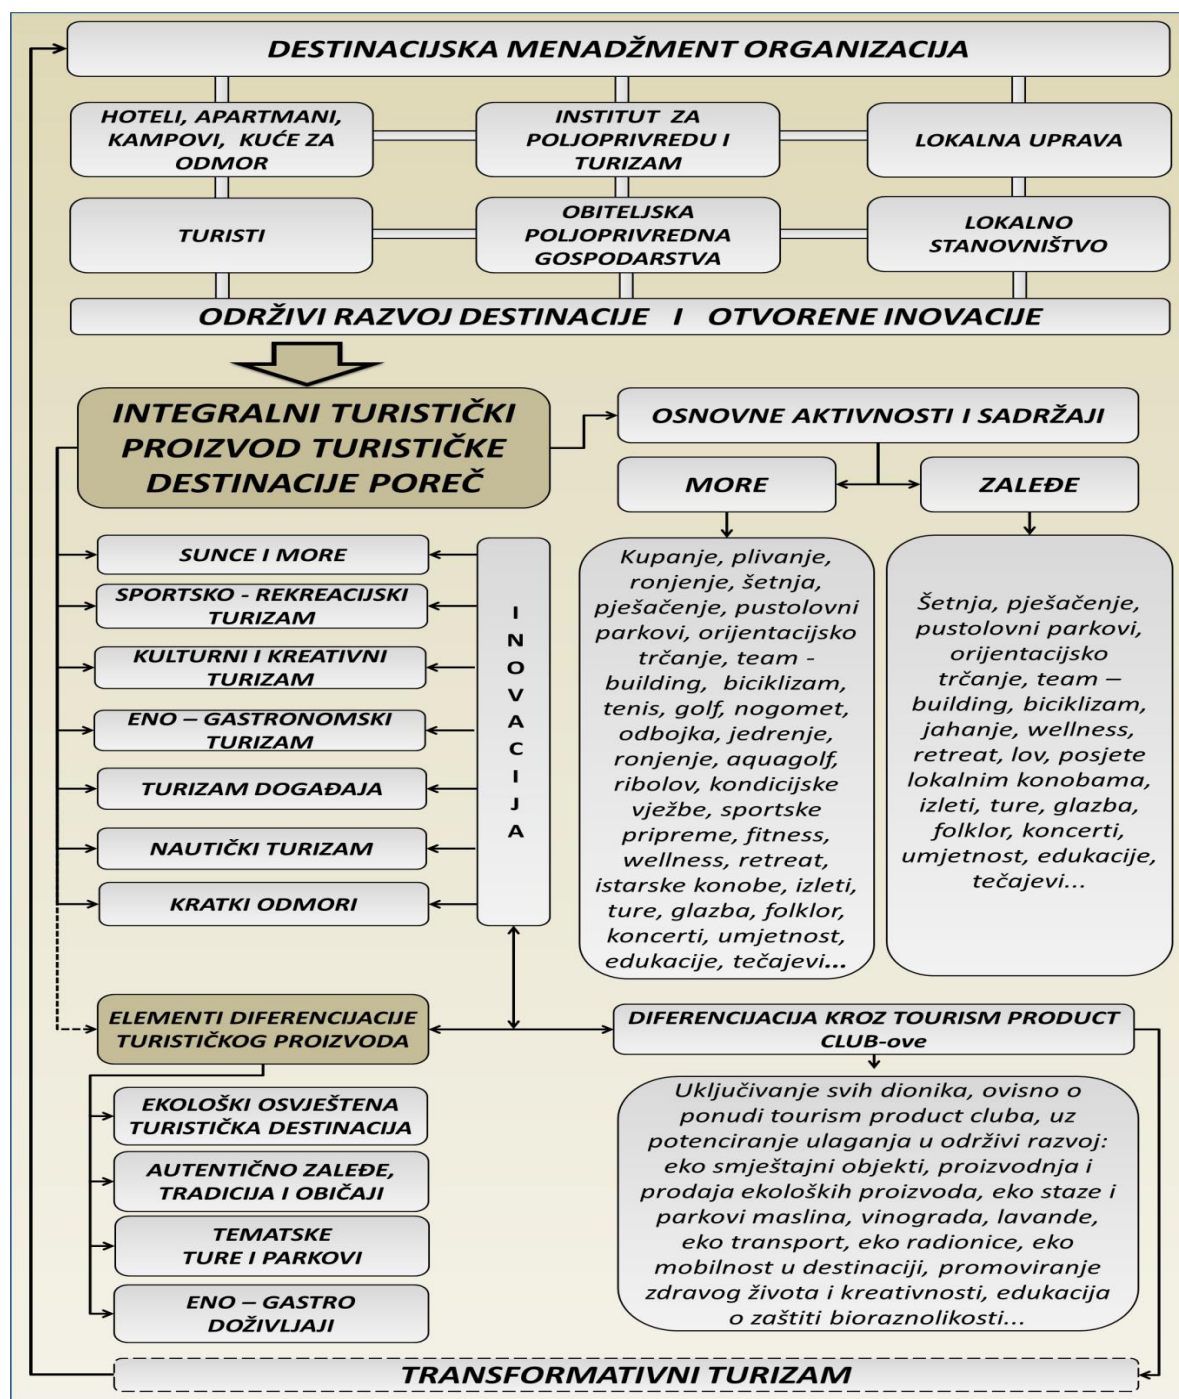 DESTINACIJSKA MENADŽMENT ORGANIZACIJA
HOTELI, APARTMANI,
KAMPOVI, KUĆE ZA
ODMOR
INSTITUT ZA
POLJOPRIVREDU I
TURIZAM
LOKALNA UPRAVA
TURISTI
OBITELJSKA
POLJOPRIVREDNA
GOSPODARSTVA
LOKALNO
STANOVNIŠTVO
ODRŽIVI RAZVOJ DESTINACIJE I OTVORENE INOVACIJE
INTEGRALNI TURISTIČKI
PROIZVOD TURISTIČKE
DESTINACIJE POREČ
OSNOVNE AKTIVNOSTI I SADRŽAJI
MORE
ZALEĐE
SUNCE I MORE
SPORTSKO - REKREACIJSKI
TURIZAM
KULTURNI I KREATIVNI
TURIZAM
ENO – GASTRONOMSKI
TURIZAM
TURIZAM DOGAĐAJA
NAUTIČKI TURIZAM
KRATKI ODMORI
I
N
O
V
A
C
I
J
A
Kupanje, plivanje,
ronjenje, šetnja,
pješačenje, pustolovni
parkovi, orijentacijsko
trčanje, team -
building, biciklizam,
tenis, golf, nogomet,
odbojka, jedrenje,
ronjenje, aquagolf,
ribolov, kondicijske
vježbe, sportske
pripreme, fitness,
wellness, retreat,
istarske konobe, izleti,
ture, glazba, folklor,
koncerti, umjetnost,
edukacije, tečajevi...
Šetnja, pješačenje,
pustolovni parkovi,
orijentacijsko
trčanje, team –
building, biciklizam,
jahanje, wellness,
retreat, lov, posjete
lokalnim konobama,
izleti, ture, glazba,
folklor, koncerti,
umjetnost, edukacije,
tečajevi...
ELEMENTI DIFERENCIJACIJE
TURISTIČKOG PROIZVODA
DIFERENCIJACIJA KROZ TOURISM PRODUCT
CLUB-ove
EKOLOŠKI OSVJEŠTENA
TURISTIČKA DESTINACIJA
AUTENTIČNO ZALEĐE,
TRADICIJA I OBIČAJI
TEMATSKE
TURE I PARKOVI
ENO – GASTRO
DOŽIVLJAJI
Uključivanje svih dionika, ovisno o
ponudi tourism product cluba, uz
potenciranje ulaganja u održivi razvoj:
eko smještajni objekti, proizvodnja i
prodaja ekoloških proizvoda, eko staze i
parkovi maslina, vinograda, lavande,
eko transport, eko radionice, eko
mobilnost u destinaciji, promoviranje
zdravog života i kreativnosti, edukacija
o zaštiti bioraznolikosti...
TRANSFORMATIVNI TURIZAM